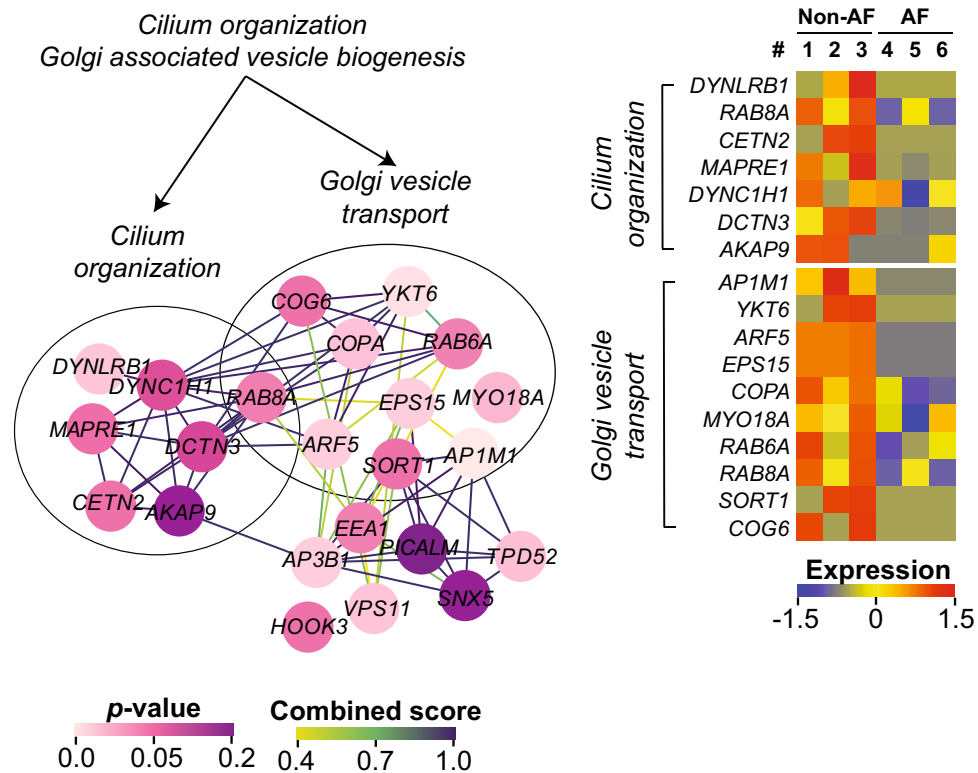 Cilium organization
Golgi associated vesicle biogenesis
Golgi vesicle
transport
Cilium
organization
COG6
YKT6
COPA
RAB6A
DYNLRB1
DYNC1H1
RAB8A
EPS15
MYO18A
MAPRE1
DCTN3
ARF5
SORT1
AP1M1
CETN2
AKAP9
EEA1
AP3B1
PICALM
TPD52
SNX5
VPS11
HOOK3
p-value
0.0 0.05 0.2
Combined score
0.4 0.7 1.0
Non-AF AF
# 1 2 3 4 5 6
Cilium
organization
DYNLRB1
RAB8A
CETN2
MAPRE1
DYNC1H1
DCTN3
AKAP9
Golgi vesicle
transport
AP1M1
YKT6
ARF5
EPS15
COPA
MYO18A
RAB6A
RAB8A
SORT1
COG6
Expression
-1.5 0 1.5